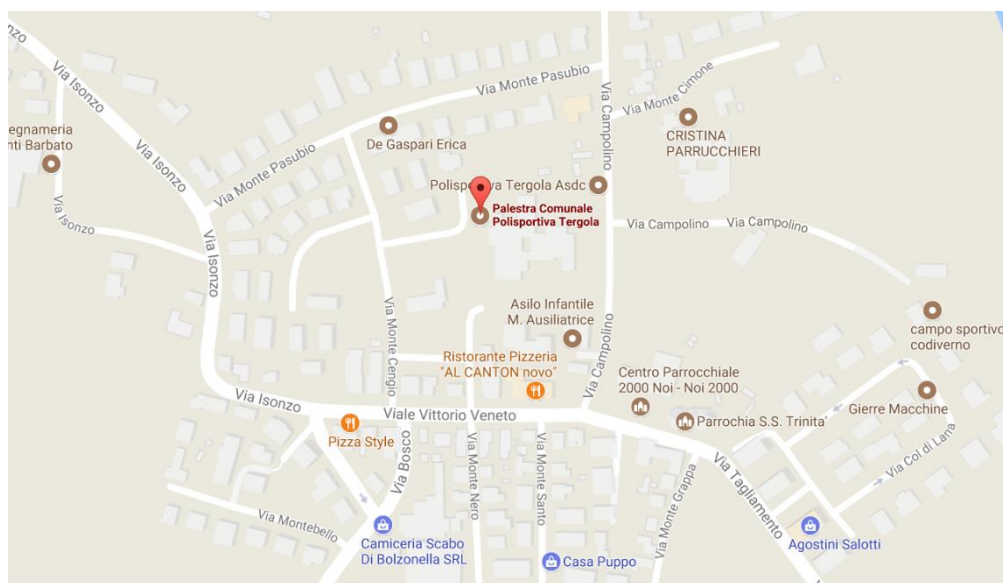 nzo
Via Isonzo
Via Monte Pasubio
Via Campolino
Via Monte Cimone
egnameria
nti Barbato
De Gaspari Erica
CRISTINA
PARRUCCHIERI
Via Isonzo
Via Monte Pasubio
Polisportiva Tergola Asdc
Palestra Comunale
Polisportiva Tergola
Via Isonzo
Via Campolino
Via Campolino
Via Isonzo
Asilo Infantile
M. Ausiliatrice
campo sportivo
codiverno
Via Monte Cengio
Ristorante Pizzeria
"AL CANTON novo"
Via Campolino
Centro Parrocchiale
2000 Noi - Noi 2000
Gierre Macchine
Via Isonzo
Viale Vittorio Veneto
Parrochia S.S. Trinita'
Pizza Style
Via Bosco
Via Monte Nero
Via Monte Santo
Via Monte Grappa
Via Tagliamento
Via Col di Lana
Via Montebello
Camiceria Scabo
Di Bolzonella SRL
Casa Puppo
Agostini Salotti